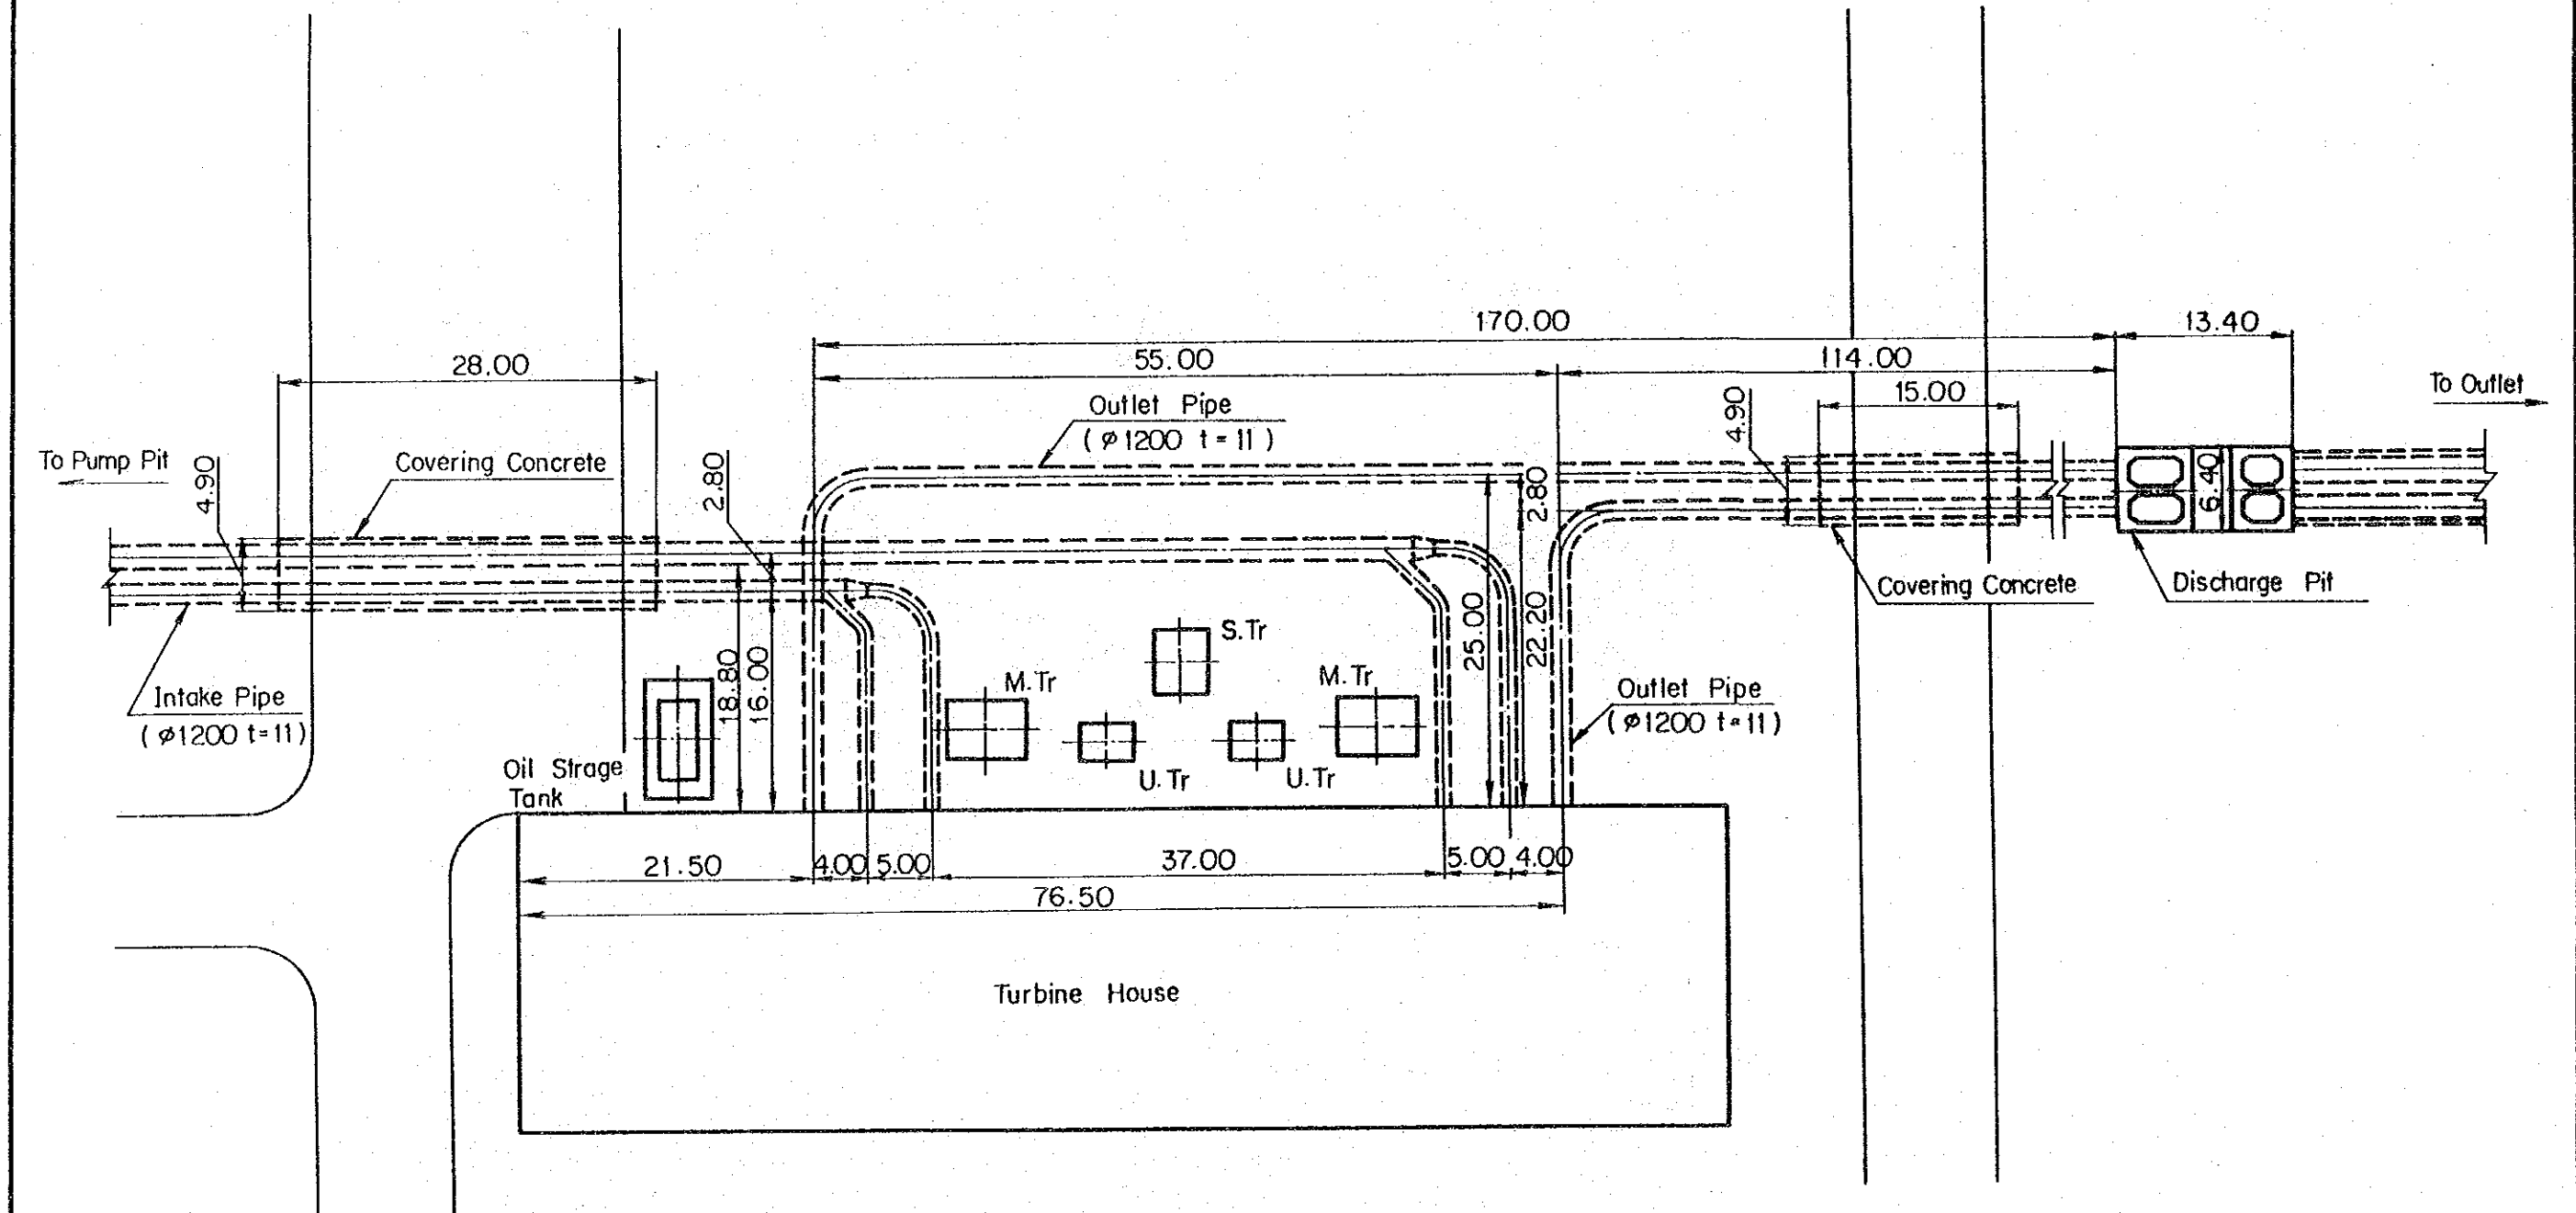 170.00
13.40
55.00
114.00
28.00
15.00
To Outlet
Outlet Pipe
( ⌀1200 t=11 )
4.90
To Pump Pit
Covering Concrete
4.90
2.80
2.80
6.40
Covering Concrete
Discharge Pit
Intake Pipe
( ⌀1200 t=11)
18.80
16.00
S.Tr
M.Tr
M.Tr
25.00
22.20
Outlet Pipe
( ⌀1200 t=11)
Oil Strage
Tank
U.Tr
U.Tr
21.50
4.00
5.00
37.00
5.00
4.00
76.50
Turbine House